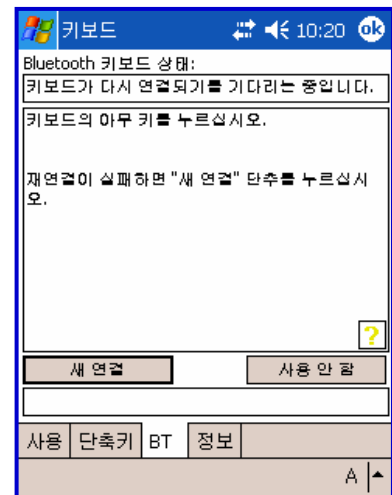 키보드 10:20 ok
Bluetooth 키보드 상태:
키보드가 다시 연결되기를 기다리는 중입니다.
키보드의 아무 키를 누르십시오.
재연결이 실패하면 "새 연결" 단추를 누르십시
오.
?
새 연결 사용 안 함
사용 단축키 BT 정보
A